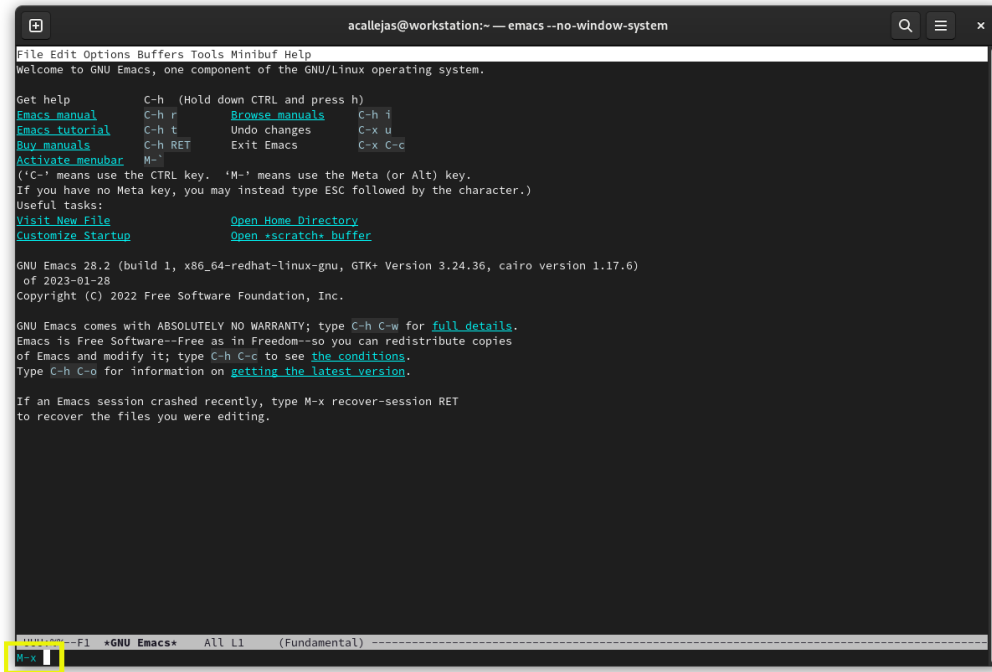 acallejas@workstation:~ — emacs --no-window-system
File Edit Options Buffers Tools Minibuf Help
Welcome to GNU Emacs, one component of the GNU/Linux operating system.
Get help C-h (Hold down CTRL and press h)
Emacs manual C-h r Browse manuals C-h i
Emacs tutorial C-h t Undo changes C-x u
Buy manuals C-h RET Exit Emacs C-x C-c
Activate menubar M-`
(‘C-’ means use the CTRL key. ‘M-’ means use the Meta (or Alt) key.
If you have no Meta key, you may instead type ESC followed by the character.)
Useful tasks:
Visit New File Open Home Directory
Customize Startup Open *scratch* buffer
GNU Emacs 28.2 (build 1, x86_64-redhat-linux-gnu, GTK+ Version 3.24.36, cairo version 1.17.6)
of 2023-01-28
Copyright (C) 2022 Free Software Foundation, Inc.
GNU Emacs comes with ABSOLUTELY NO WARRANTY; type C-h C-w for full details.
Emacs is Free Software--Free as in Freedom--so you can redistribute copies
of Emacs and modify it; type C-h C-c to see the conditions.
Type C-h C-o for information on getting the latest version.
If an Emacs session crashed recently, type M-x recover-session RET
to recover the files you were editing.
F1 *GNU Emacs* All L1 (Fundamental)
M-x